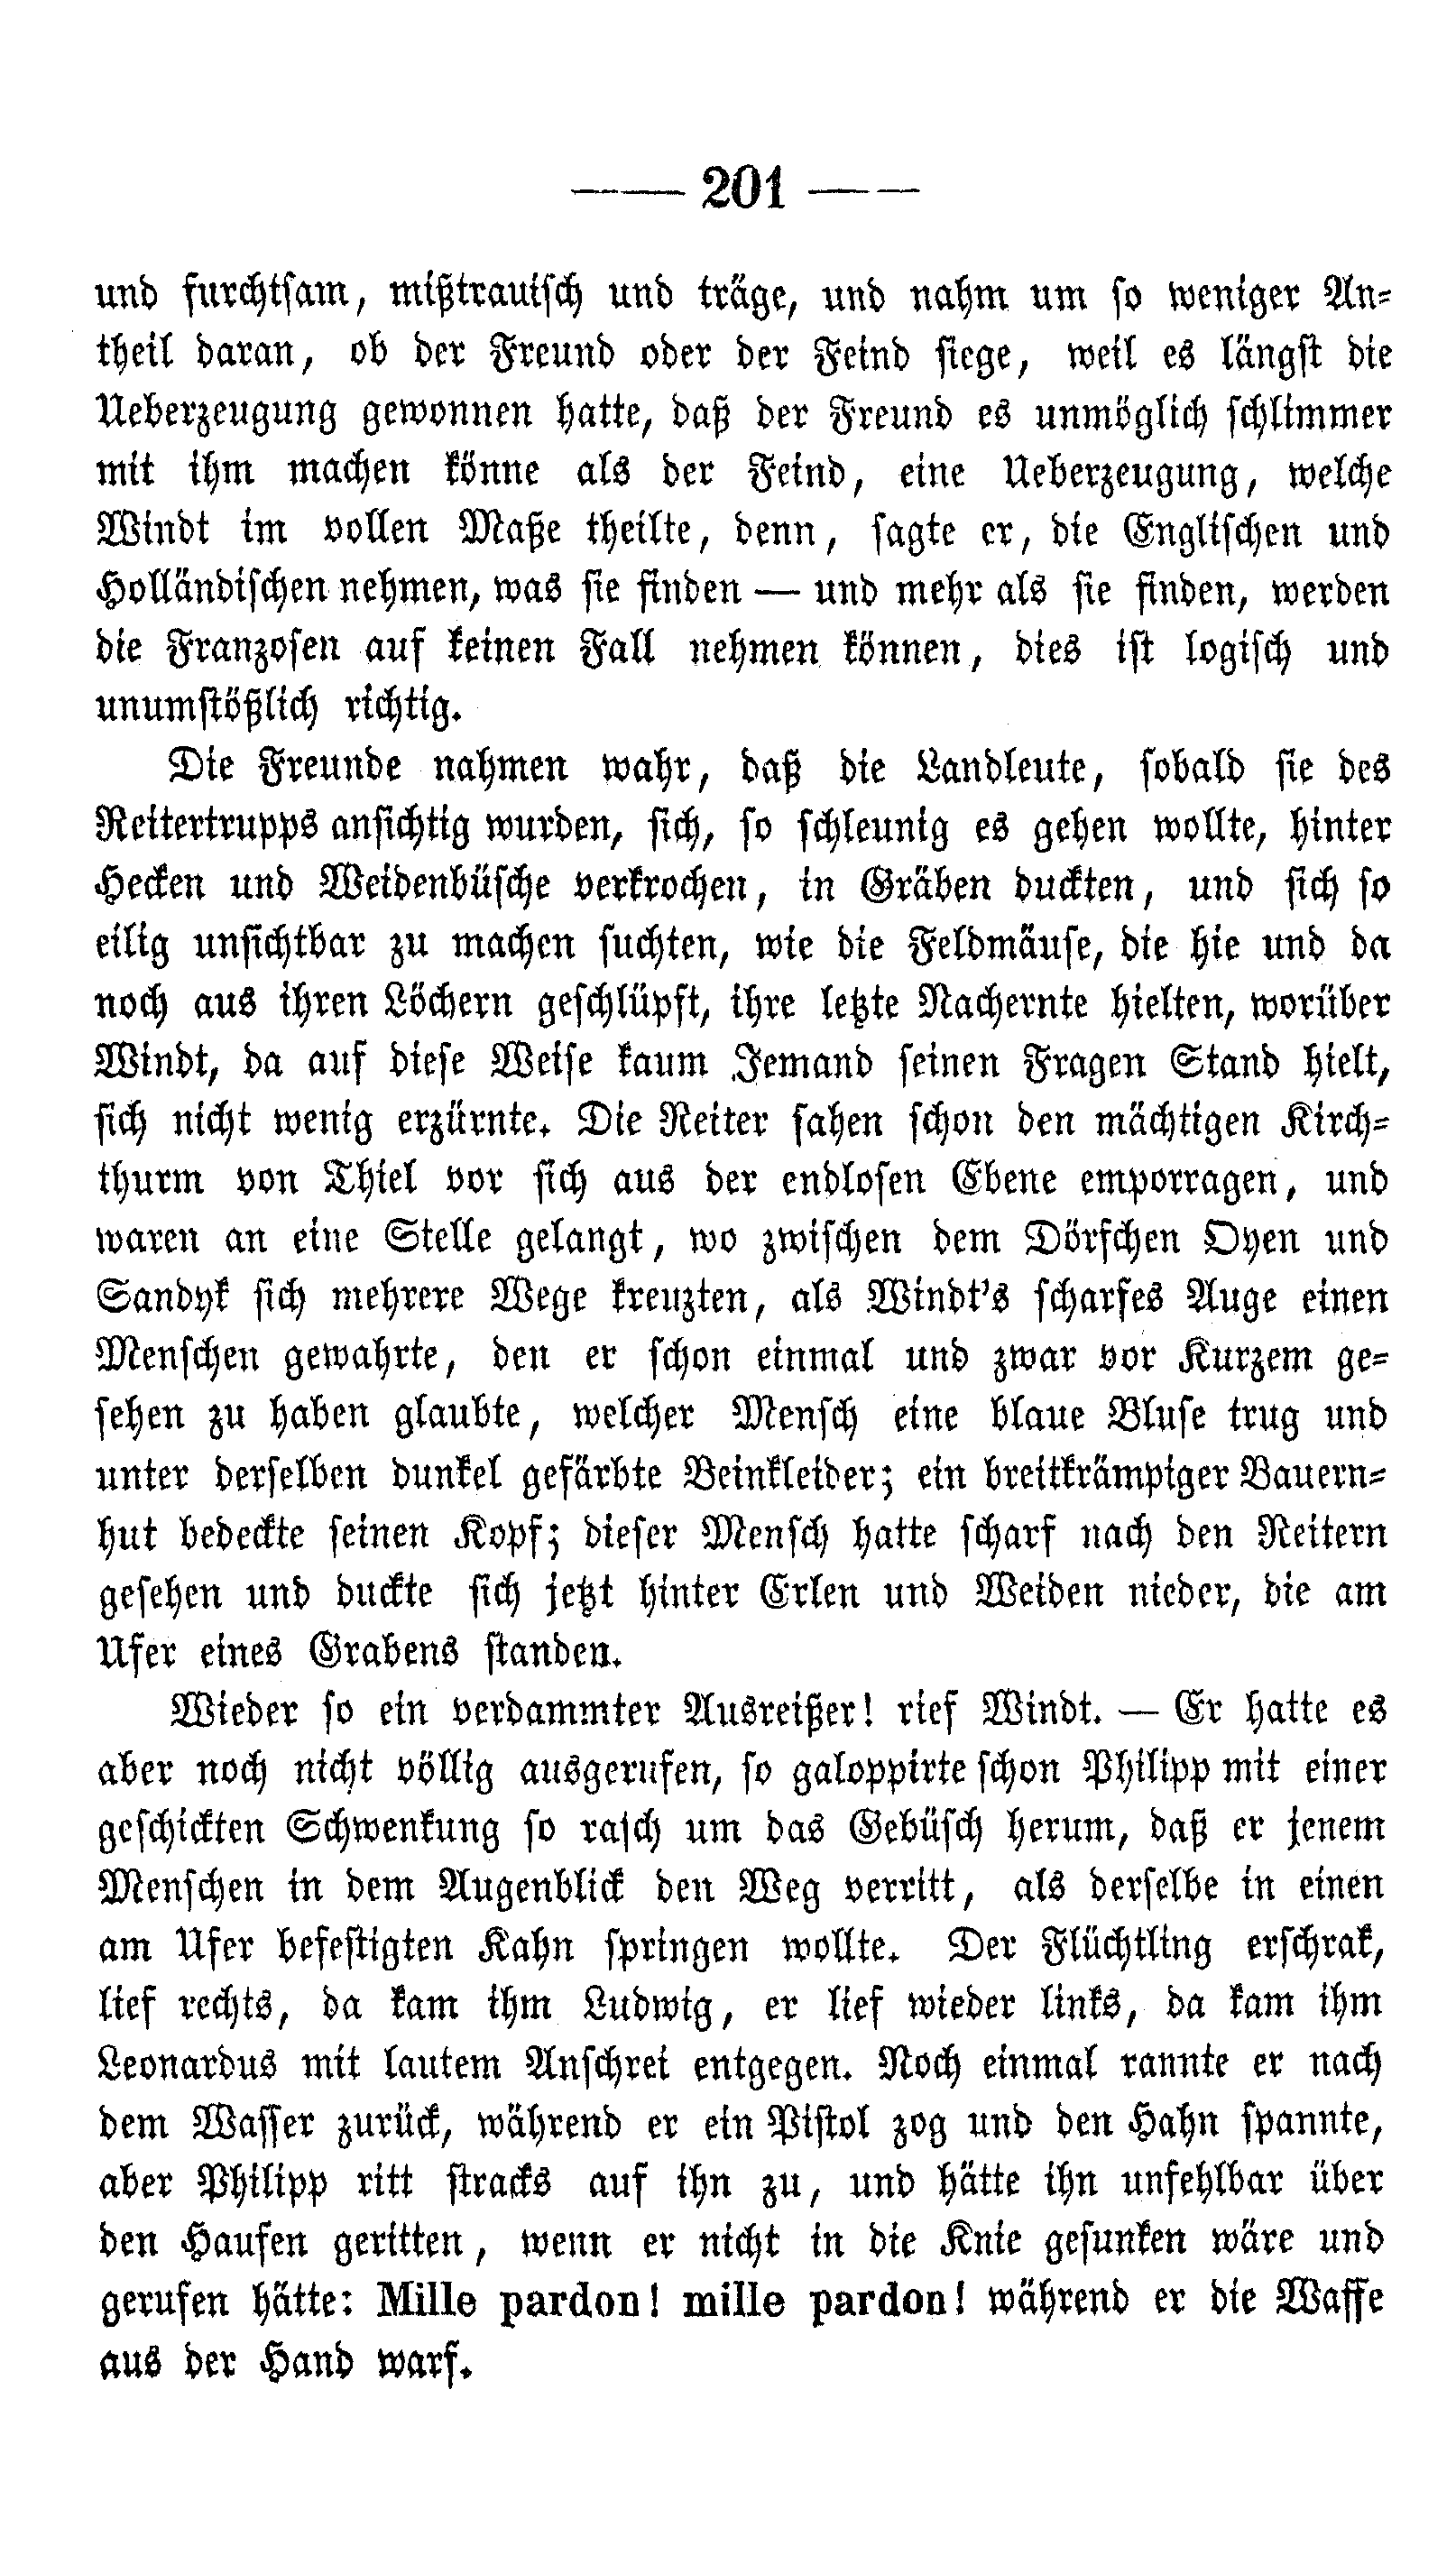 — — 201 — —
und furchtsam, mißtrauisch und träge, und nahm um so weniger An-
theil daran, ob der Freund oder der Feind siege, weil es längst die
Ueberzeugung gewonnen hatte, daß der Freund es unmöglich schlimmer
mit ihm machen könne als der Feind, eine Ueberzeugung, welche
Windt im vollen Maße theilte, denn, sagte er, die Englischen und
Holländischen nehmen, was sie finden — und mehr als sie finden, werden
die Franzosen auf keinen Fall nehmen können, dies ist logisch und
unumstößlich richtig.
Die Freunde nahmen wahr, daß die Landleute, sobald sie des
Reitertrupps ansichtig wurden, sich, so schleunig es gehen wollte, hinter
Hecken und Weidenbüsche verkrochen, in Gräben duckten, und sich so
eilig unsichtbar zu machen suchten, wie die Feldmäuse, die hie und da
noch aus ihren Löchern geschlüpft, ihre letzte Nachernte hielten, worüber
Windt, da auf diese Weise kaum Jemand seinen Fragen Stand hielt,
sich nicht wenig erzürnte. Die Reiter sahen schon den mächtigen Kirch-
thurm von Thiel vor sich aus der endlosen Ebene emporragen, und
waren an eine Stelle gelangt, wo zwischen dem Dörfchen Oyen und
Sandyk sich mehrere Wege kreuzten, als Windt's scharfes Auge einen
Menschen gewahrte, den er schon einmal und zwar vor Kurzem ge-
sehen zu haben glaubte, welcher Mensch eine blaue Bluse trug und
unter derselben dunkel gefärbte Beinkleider; ein breitkrämpiger Bauern-
hut bedeckte seinen Kopf; dieser Mensch hatte scharf nach den Reitern
gesehen und duckte sich jetzt hinter Erlen und Weiden nieder, die am
Ufer eines Grabens standen.
Wieder so ein verdammter Ausreißer! rief Windt. — Er hatte es
aber noch nicht völlig ausgerufen, so galoppirte schon Philipp mit einer
geschickten Schwenkung so rasch um das Gebüsch herum, daß er jenem
Menschen in dem Augenblick den Weg verritt, als derselbe in einen
am Ufer befestigten Kahn springen wollte. Der Flüchtling erschrak,
lief rechts, da kam ihm Ludwig, er lief wieder links, da kam ihm
Leonardus mit lautem Anschrei entgegen. Noch einmal rannte er nach
dem Wasser zurück, während er ein Pistol zog und den Hahn spannte,
aber Philipp ritt stracks auf ihn zu, und hätte ihn unfehlbar über
den Haufen geritten, wenn er nicht in die Knie gesunken wäre und
gerufen hätte: Mille pardon! mille pardon! während er die Waffe
aus der Hand warf.